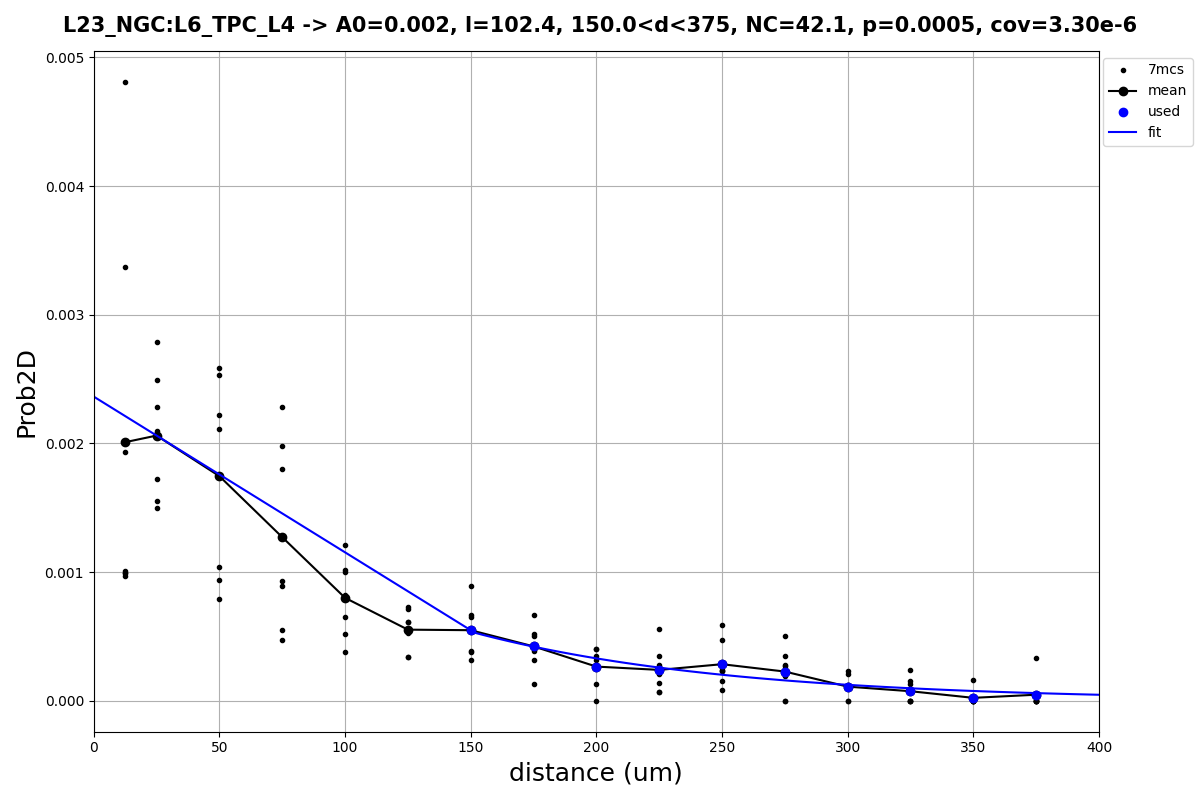 L23_NGC:L6_TPC_L4 -> A0=0.002, l=102.4, 150.0<d<375, NC=42.1, p=0.0005, cov=3.30e-6
7mcs
mean
used
fit
Prob2D
0.005
0.004
0.003
0.002
0.001
0.000
0
50
100
150
200
250
300
350
400
distance (um)